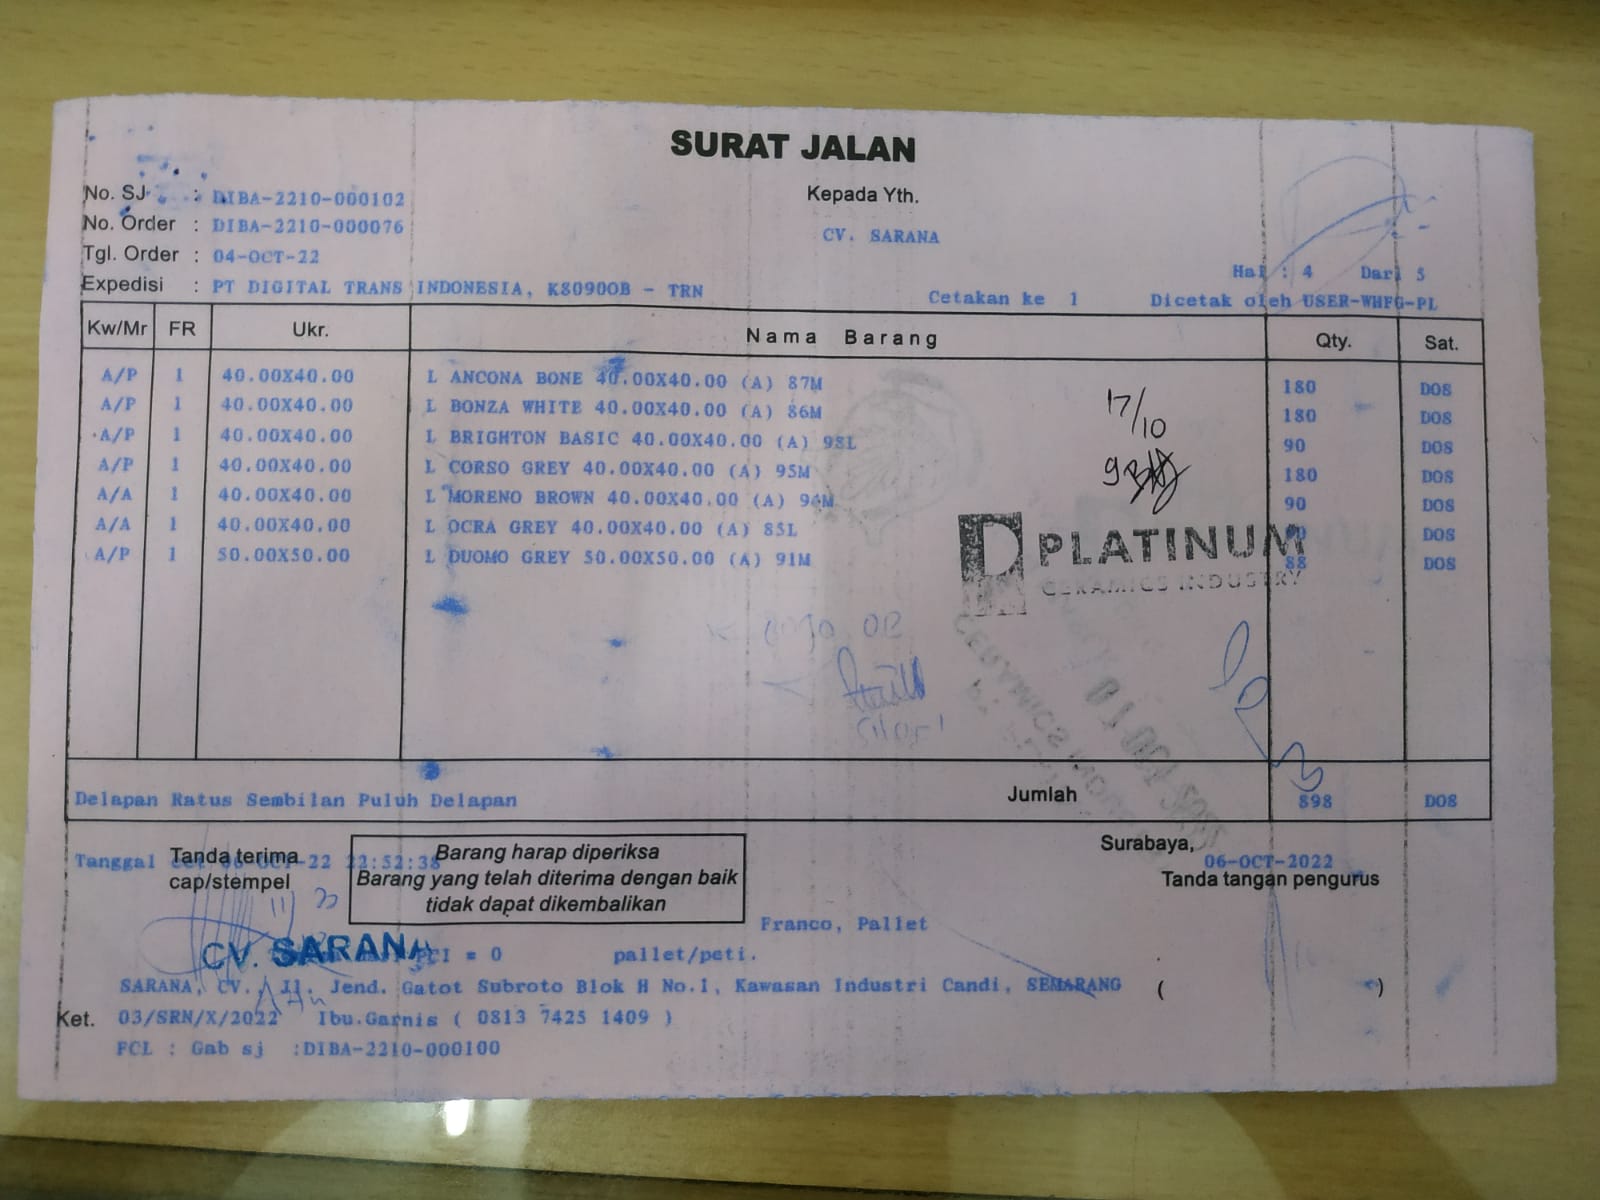 SURAT JALAN
No. SJ : DIBA-2210-000102
Kepada Yth.
No. Order : DIBA-2210-000076
CV. SARANA
Tgl. Order : 04-OCT-22
Hal : 4 Dari 5
Expedisi : PT DIGITAL TRANS INDONESIA, K8090OB - TRN
Cetakan ke 1 Dicetak oleh USER-WHFG-PL
Kw/Mr FR Ukr. Nama Barang Qty. Sat.
A/P 1 40.00X40.00 L ANCONA BONE 40.00X40.00 (A) 87M 180 DOS
A/P 1 40.00X40.00 L BONZA WHITE 40.00X40.00 (A) 86M 180 DOS
A/P 1 40.00X40.00 L BRIGHTON BASIC 40.00X40.00 (A) 98L 90 DOS
A/P 1 40.00X40.00 L CORSO GREY 40.00X40.00 (A) 95M 180 DOS
A/A 1 40.00X40.00 L MORENO BROWN 40.00X40.00 (A) 94M 90 DOS
A/A 1 40.00X40.00 L OCRA GREY 40.00X40.00 (A) 85L DOS
A/P 1 50.00X50.00 L DUOMO GREY 50.00X50.00 (A) 91M 88 DOS
17/10
PLATINUM
CERAMICS INDUSTRY
Delapan Ratus Sembilan Puluh Delapan Jumlah 898 DOS
Tanggal 06-OCT-22 22:52:38
Tanda terima
cap/stempel
Barang harap diperiksa
Barang yang telah diterima dengan baik
tidak dapat dikembalikan
Surabaya, 06-OCT-2022
Tanda tangan pengurus
Franco, Pallet
CV. SARANA
= 0 pallet/peti.
SARANA, CV. Jl. Jend. Gatot Subroto Blok H No.1, Kawasan Industri Candi, SEMARANG ( )
Ket. 03/SRN/X/2022 Ibu.Garnis ( 0813 7425 1409 )
FCL : Gab sj :DIBA-2210-000100